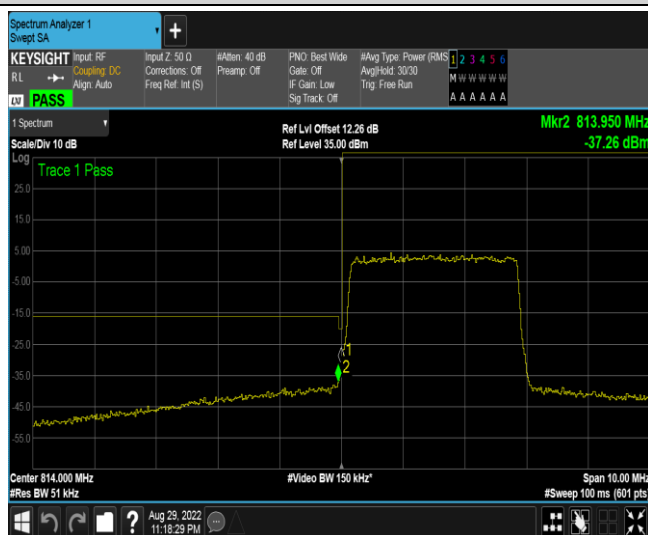 Spectrum Analyzer 1
Swept SA
+
KEYSIGHT Input: RF Input Z: 50 Ω #Atten: 40 dB PNO: Best Wide #Avg Type: Power (RMS 1 2 3 4 5 6
RL Coupling: DC Corrections: Off Preamp: Off Gate: Off Avg|Hold: 30/30 M W W W W W
Align: Auto Freq Ref: Int (S) IF Gain: Low Trig: Free Run
Sig Track: Off A A A A A A
LXI PASS
1 Spectrum Ref Lvl Offset 12.26 dB Mkr2 813.950 MHz
Scale/Div 10 dB Ref Level 35.00 dBm -37.26 dBm
Log
Trace 1 Pass
25.0
15.0
5.00
-5.00
-15.0
-25.0
1
2
-35.0
-45.0
-55.0
Center 814.000 MHz #Video BW 150 kHz* Span 10.00 MHz
#Res BW 51 kHz #Sweep 100 ms (601 pts)
? Aug 29, 2022
11:18:29 PM